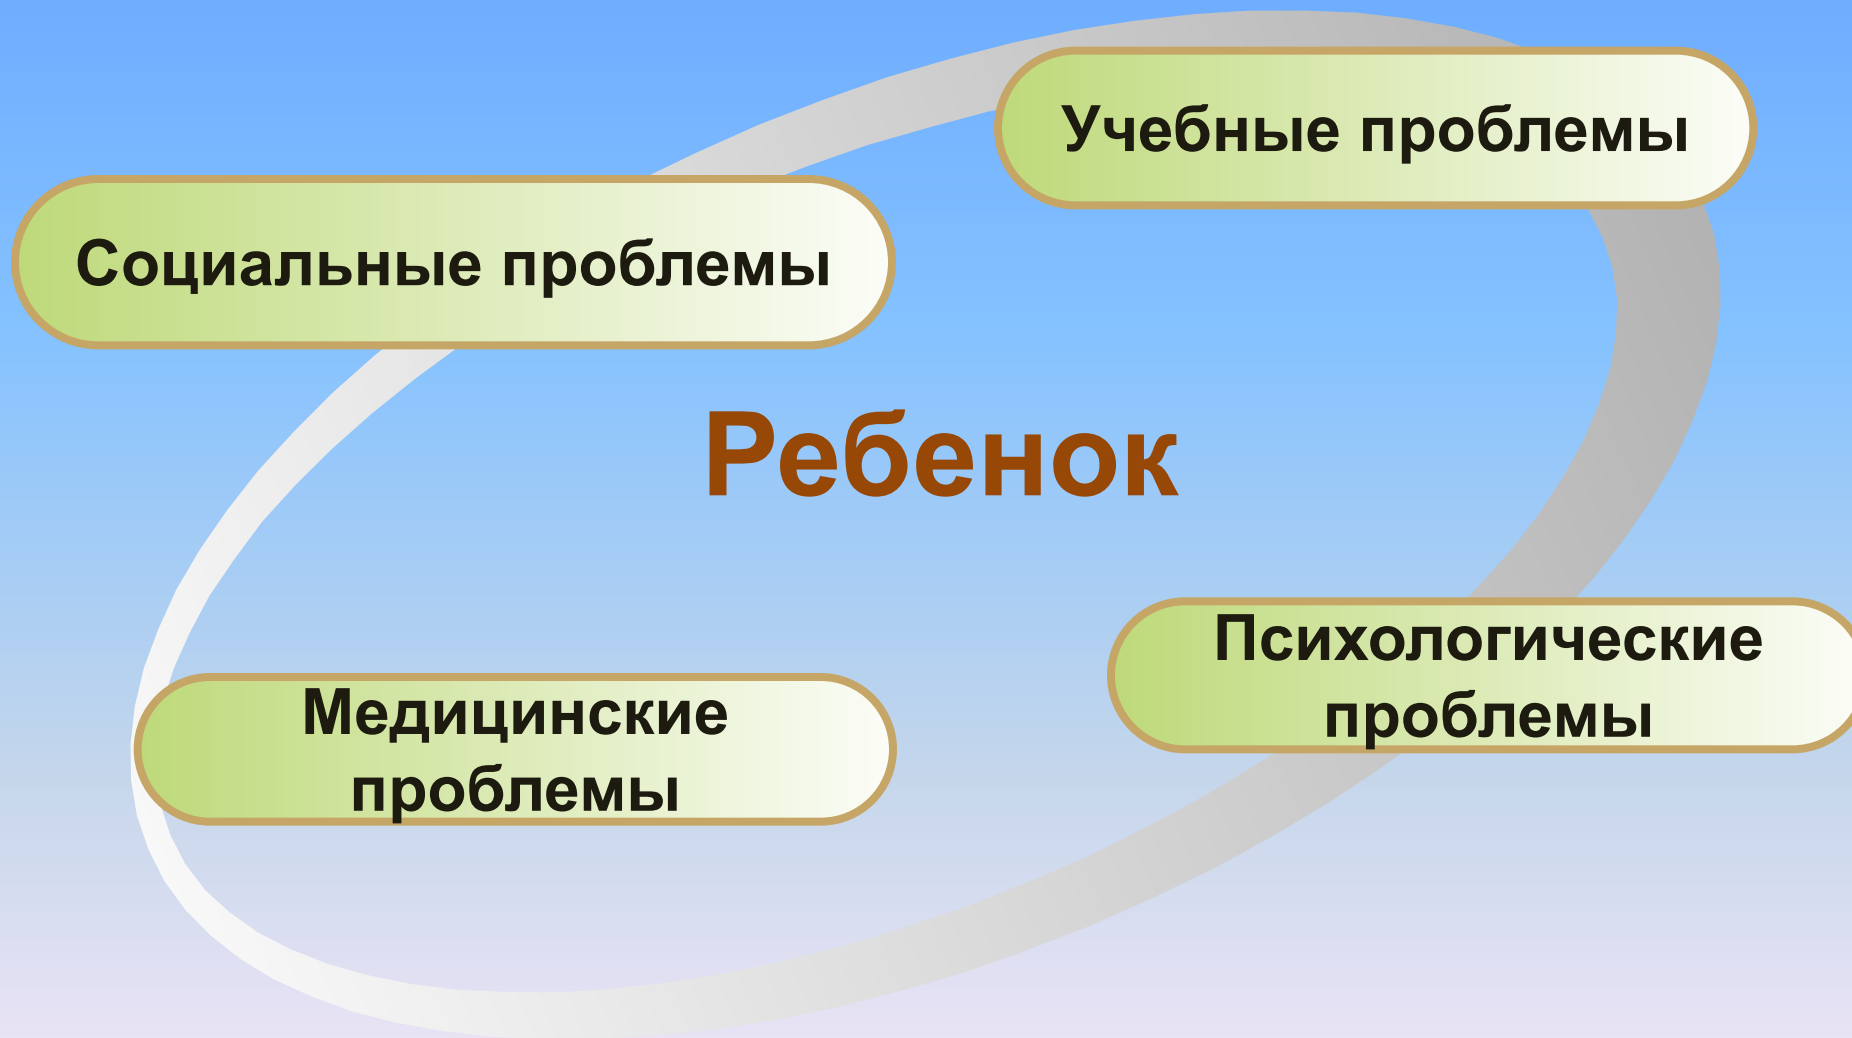 Учебные проблемы
Социальные проблемы
Ребенок
Психологические
проблемы
Медицинские
проблемы